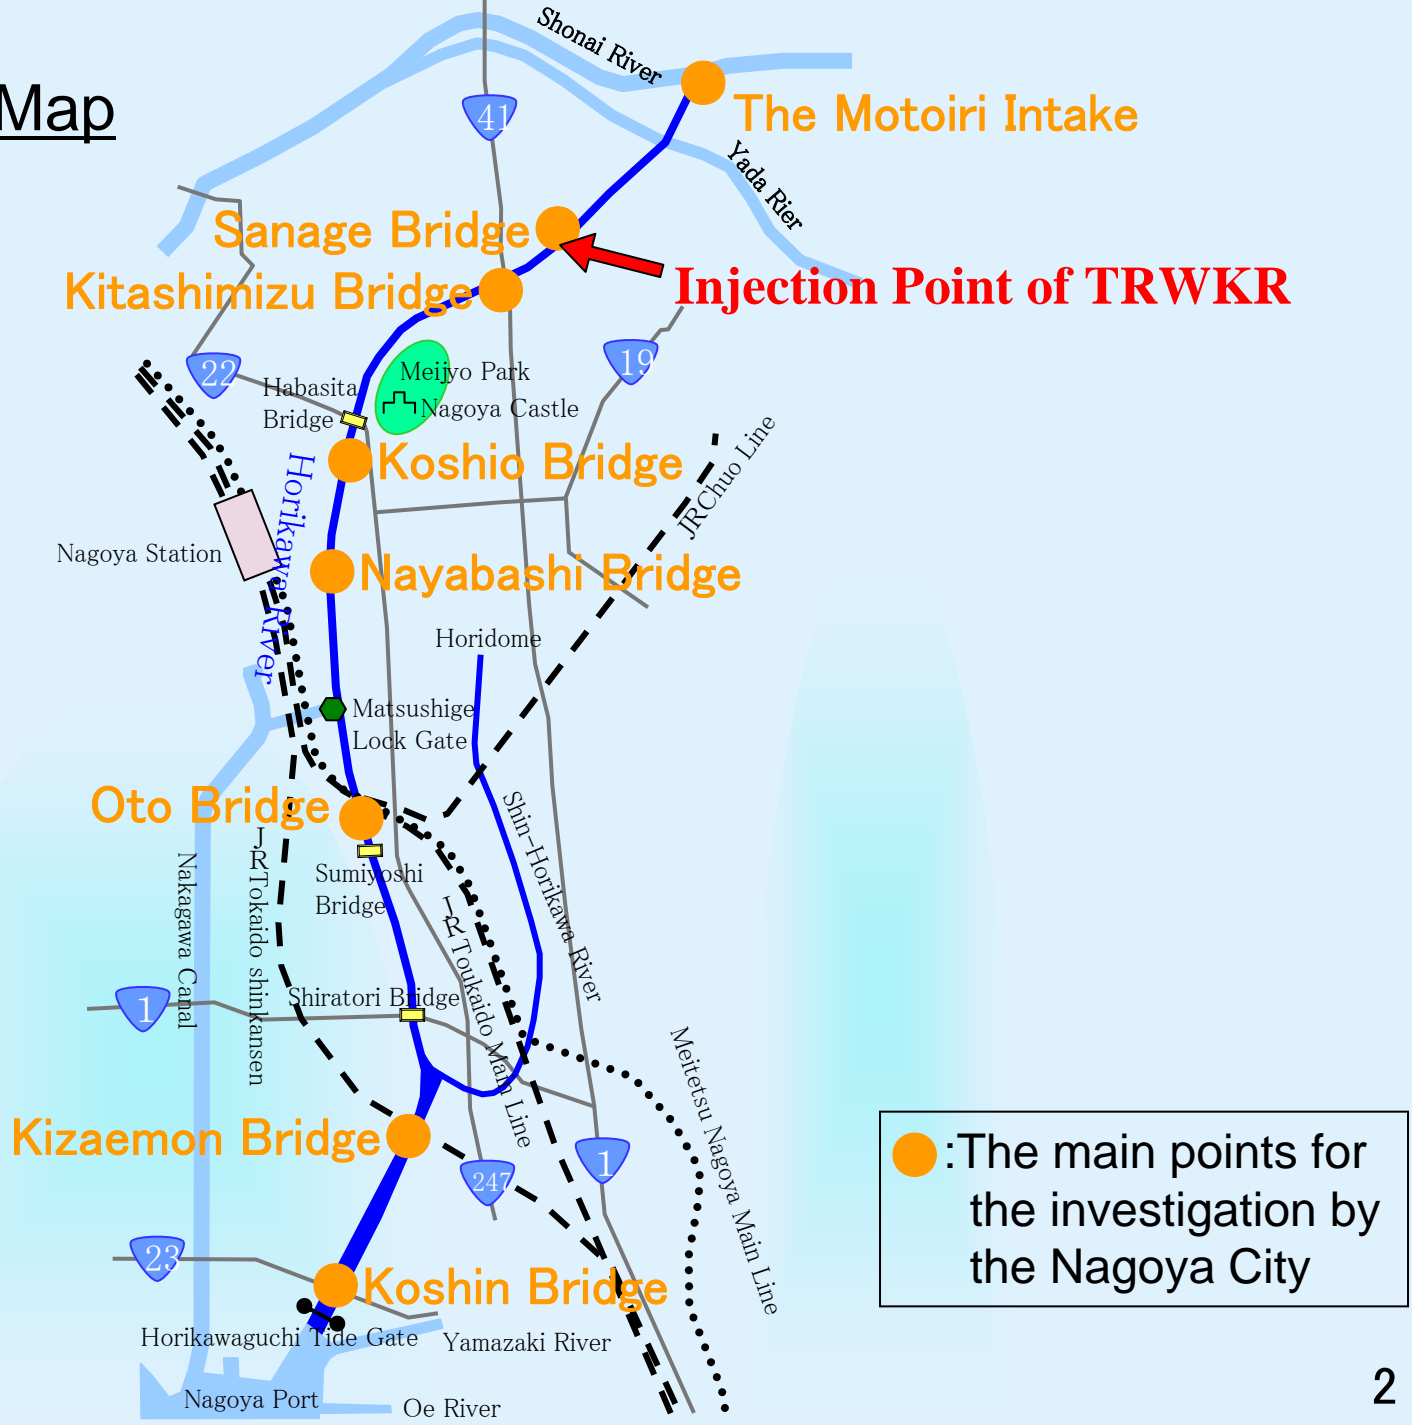 Shonai River
Map
41
The Motoiri Intake
Yada Rier
Sanage Bridge
Kitashimizu Bridge
Injection Point of TRWKR
22
19
Meijyo Park
Habasita
Bridge
Nagoya Castle
JRChuo Line
Koshio Bridge
Horikawa River
Nagoya Station
Nayabashi Bridge
Horidome
Matsushige
Lock Gate
Oto Bridge
Shin-Horikawa River
JRTokaido shinkansen
Nakagawa Canal
Sumiyoshi
Bridge
JRToukaido Main Line
Shiratori Bridge
1
Meitetsu Nagoya Main Line
Kizaemon Bridge
247
1
:The main points for
the investigation by
the Nagoya City
23
Koshin Bridge
Horikawaguchi Tide Gate
Yamazaki River
Nagoya Port
Oe River
2